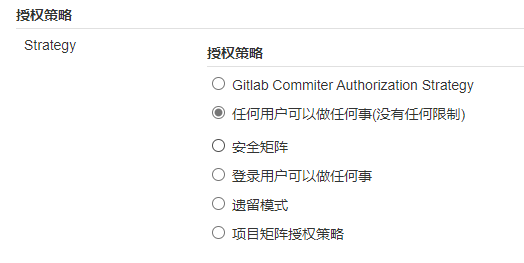 授权策略
Strategy
授权策略
Gitlab Commiter Authorization Strategy
任何用户可以做任何事(没有任何限制)
安全矩阵
登录用户可以做任何事
遗留模式
项目矩阵授权策略